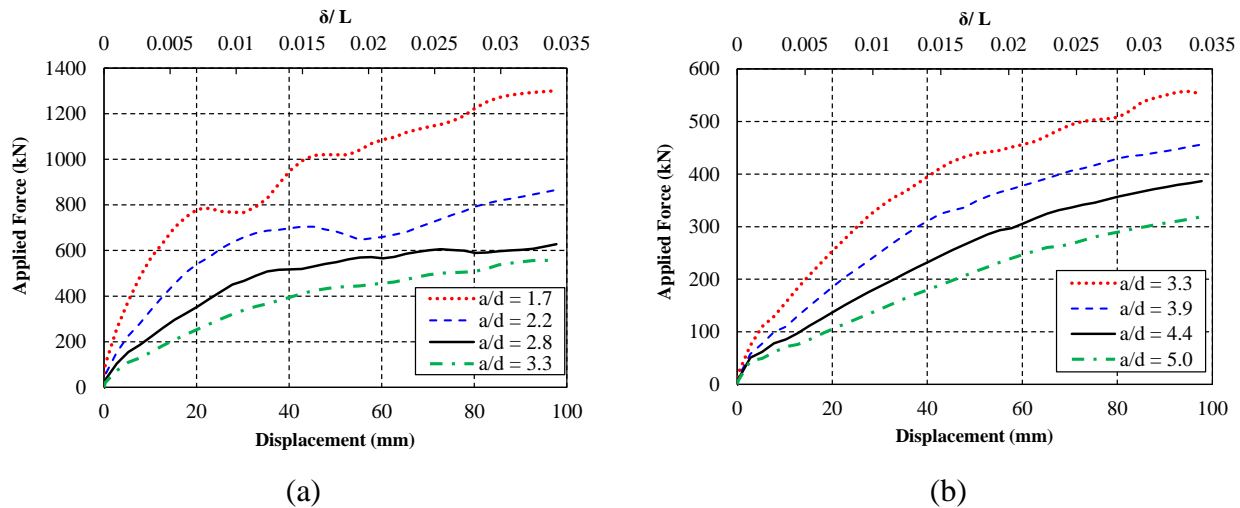 δ/ L
0 0.005 0.01 0.015 0.02 0.025 0.03 0.035
1400
1200
1000
800
600
400
200
0
Applied Force (kN)
a/d = 1.7
a/d = 2.2
a/d = 2.8
a/d = 3.3
0 20 40 60 80 100
Displacement (mm)
(a)
δ/ L
0 0.005 0.01 0.015 0.02 0.025 0.03 0.035
600
500
400
300
200
100
0
Applied Force (kN)
a/d = 3.3
a/d = 3.9
a/d = 4.4
a/d = 5.0
0 20 40 60 80 100
Displacement (mm)
(b)